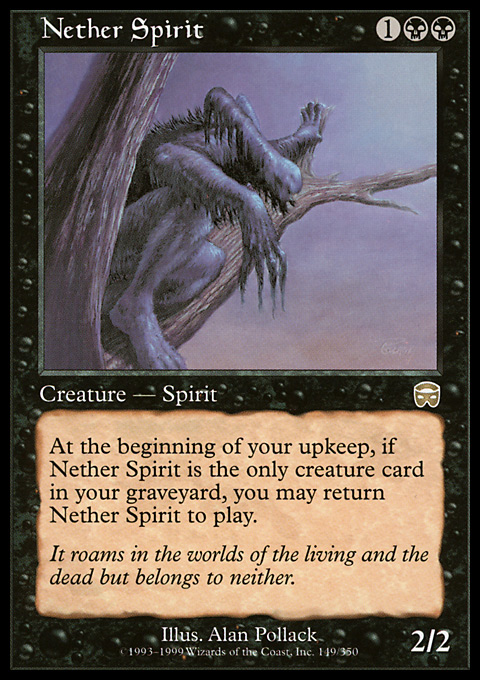 Nether Spirit 1
Creature — Spirit
At the beginning of your upkeep, if
Nether Spirit is the only creature card
in your graveyard, you may return
Nether Spirit to play.
It roams in the worlds of the living and the
dead but belongs to neither.
Illus. Alan Pollack
©1993-1999 Wizards of the Coast, Inc. 149/350
2/2